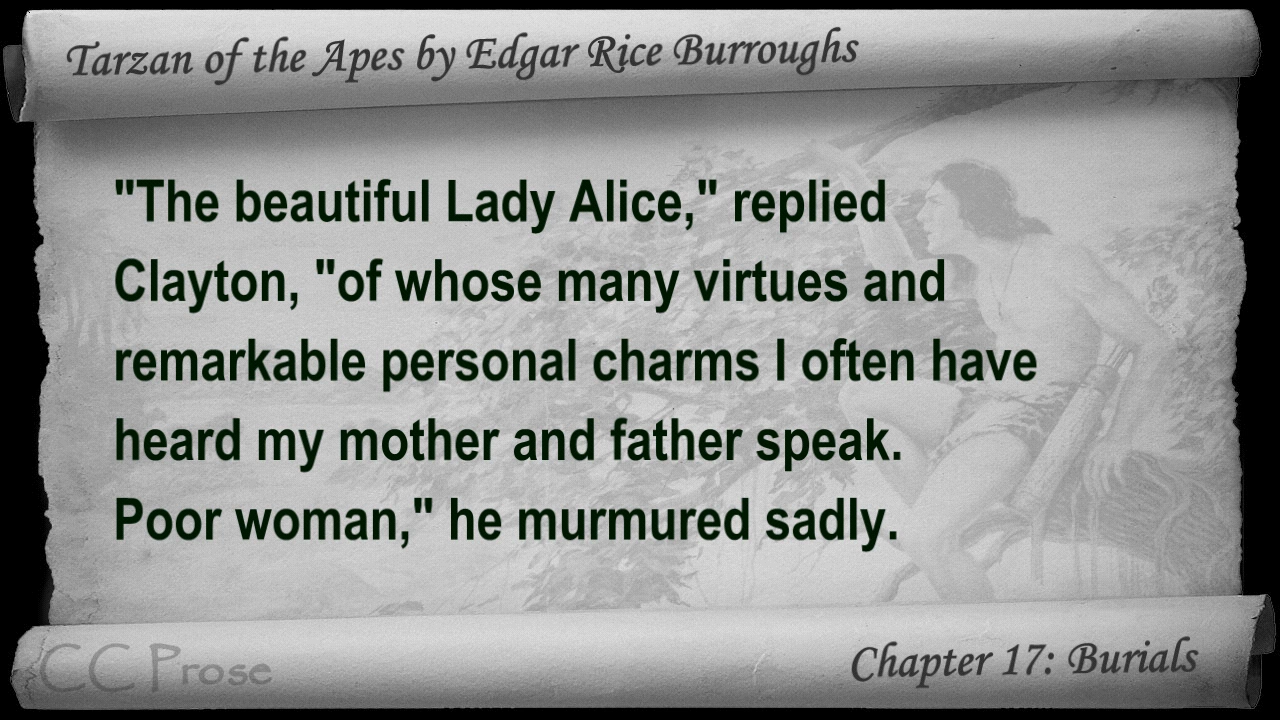 Tarzan of the Apes by Edgar Rice Burroughs
"The beautiful Lady Alice," replied
Clayton, "of whose many virtues and
remarkable personal charms I often have
heard my mother and father speak.
Poor woman," he murmured sadly.
CC Prose
Chapter 17: Burials